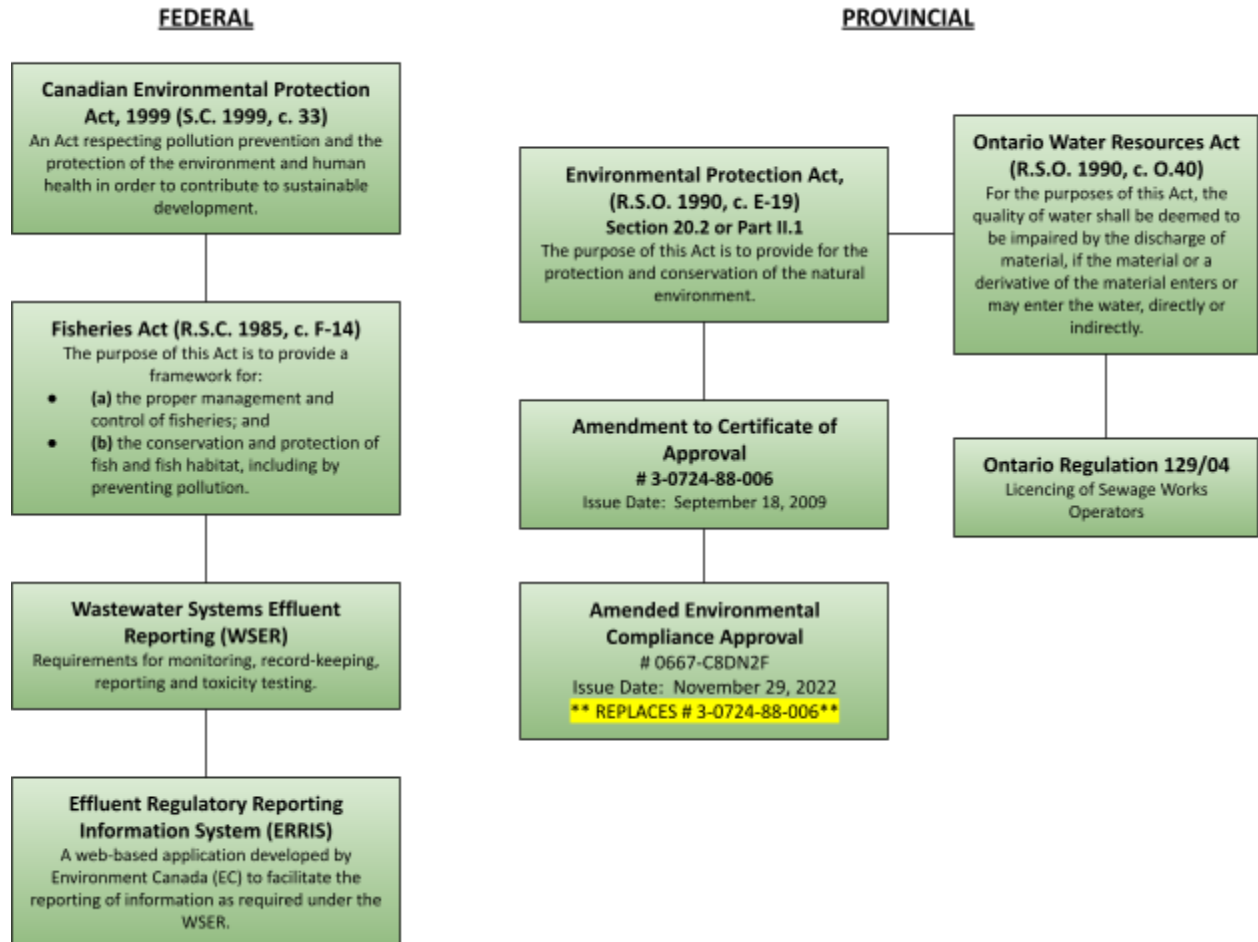 FEDERAL
Canadian Environmental Protection
Act, 1999 (S.C. 1999, c. 33)
An Act respecting pollution prevention and the
protection of the environment and human
health in order to contribute to sustainable
development.
Fisheries Act (R.S.C. 1985, c. F-14)
The purpose of this Act is to provide a
framework for:
● (a) the proper management and
control of fisheries; and
● (b) the conservation and protection of
fish and fish habitat, including by
preventing pollution.
Wastewater Systems Effluent
Reporting (WSER)
Requirements for monitoring, record-keeping,
reporting and toxicity testing.
Effluent Regulatory Reporting
Information System (ERRIS)
A web-based application developed by
Environment Canada (EC) to facilitate the
reporting of information as required under the
WSER.
PROVINCIAL
Environmental Protection Act,
(R.S.O. 1990, c. E-19)
Section 20.2 or Part II.1
The purpose of this Act is to provide for the
protection and conservation of the natural
environment.
Amendment to Certificate of
Approval
# 3-0724-88-006
Issue Date: September 18, 2009
Amended Environmental
Compliance Approval
# 0667-C8DN2F
Issue Date: November 29, 2022
** REPLACES # 3-0724-88-006**
Ontario Water Resources Act
(R.S.O. 1990, c. O.40)
For the purposes of this Act, the
quality of water shall be deemed to
be impaired by the discharge of
material, if the material or a
derivative of the material enters or
may enter the water, directly or
indirectly.
Ontario Regulation 129/04
Licencing of Sewage Works
Operators